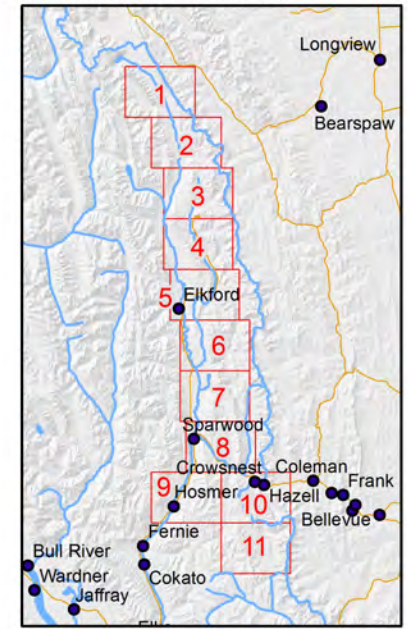 Longview
1
Bearspaw
2
3
4
5 Elkford
6
7
Sparwood
8
Crowsnest Coleman
9 Hosmer 10 Hazell Frank
Bellevue
Fernie 11
Bull River
Cokato
Wardner
Jaffray